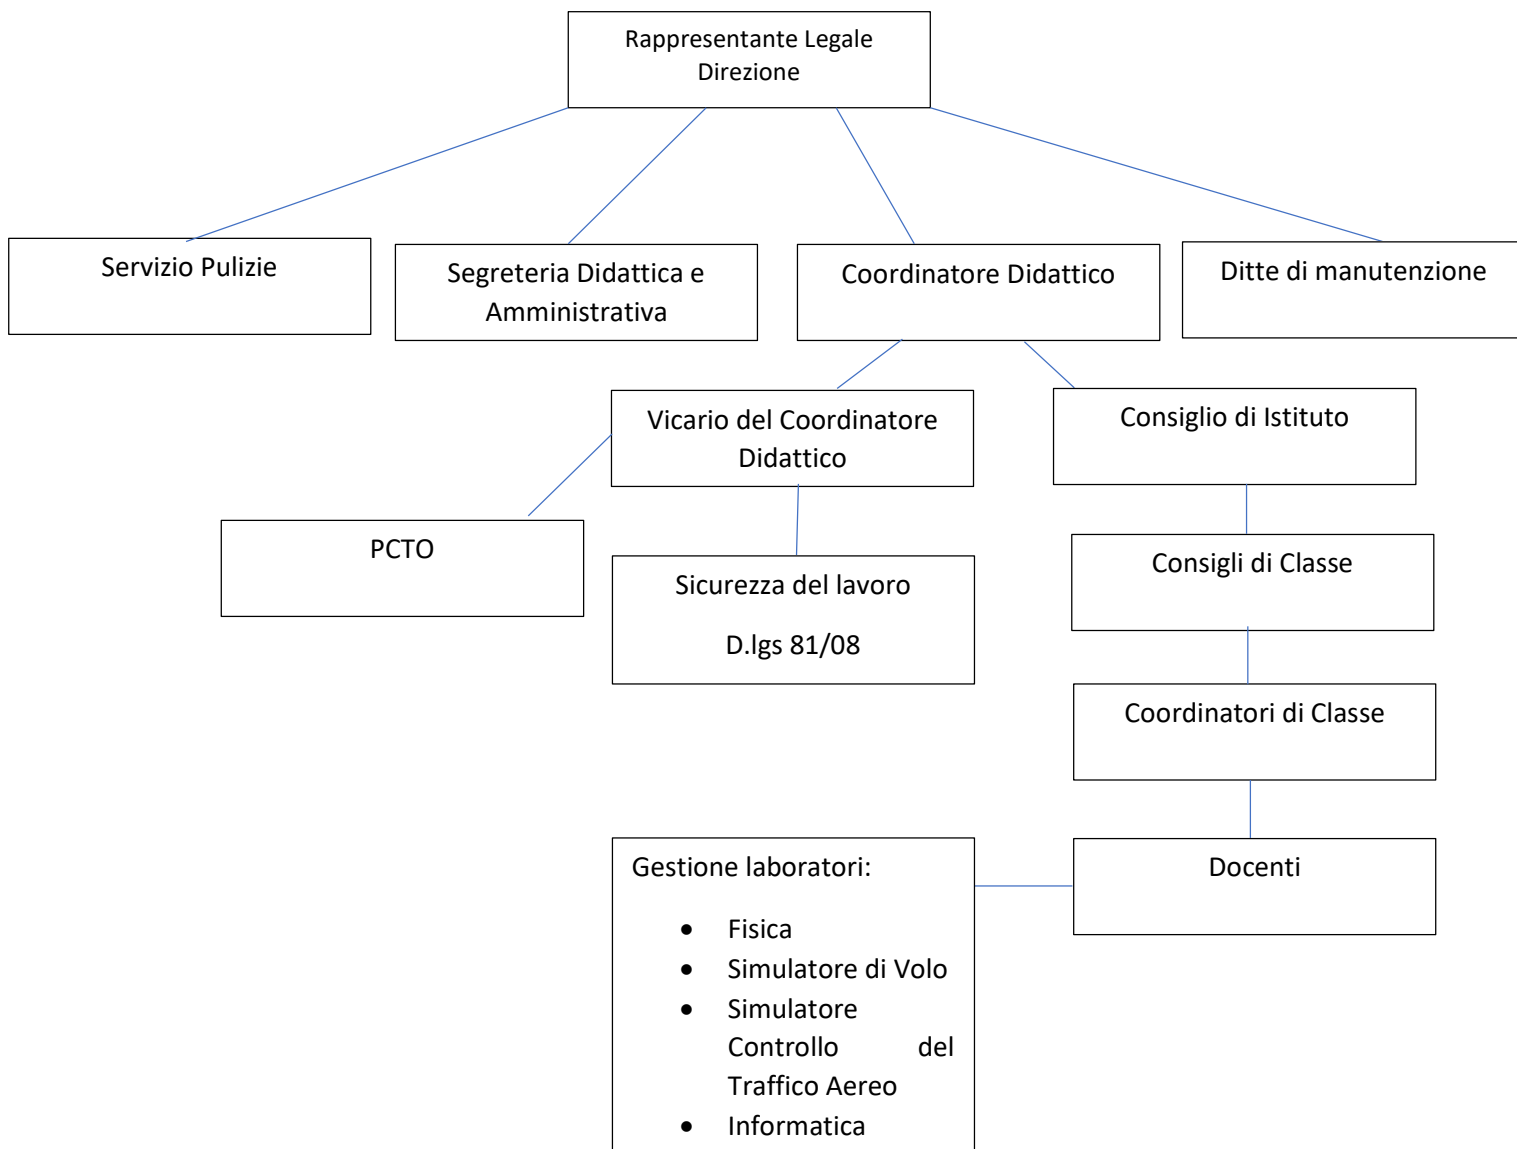 Rappresentante Legale
Direzione
Servizio Pulizie
Segreteria Didattica e
Amministrativa
Coordinatore Didattico
Ditte di manutenzione
Vicario del Coordinatore
Didattico
Consiglio di Istituto
PCTO
Sicurezza del lavoro
D.lgs 81/08
Consigli di Classe
Coordinatori di Classe
Docenti
Gestione laboratori:
• Fisica
• Simulatore di Volo
• Simulatore
Controllo del
Traffico Aereo
• Informatica